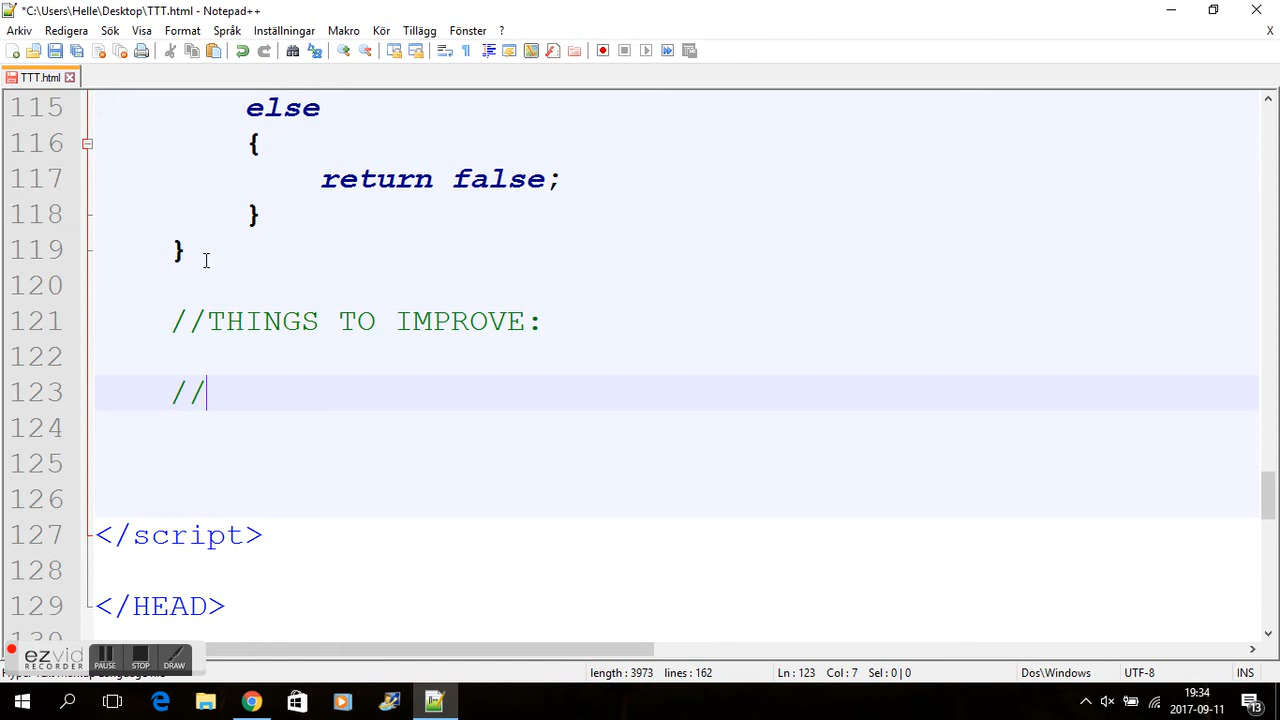 *C:\Users\Helle\Desktop\TTT.html - Notepad++
Arkiv Redigera Sök Visa Format Språk Inställningar Makro Kör Tillägg Fönster ? X
TTT.html
115 else
116 {
117 return false;
118 }
119 }
120
121 //THINGS TO IMPROVE:
122
123 //
124
125
126
127 </script>
128
129 </HEAD>
ezvid
RECORDER
PAUSE STOP DRAW
length : 3973 lines : 162 Ln : 123 Col : 7 Sel : 0 | 0 Dos\Windows UTF-8 INS
19:34
2017-09-11
13